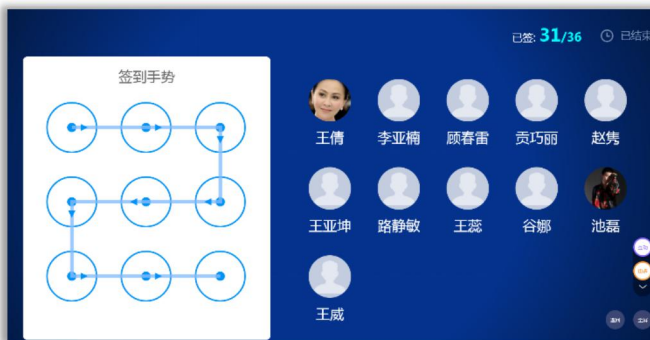 已签: 31/36
已结束
签到手势
王倩 李亚楠 顾春雷 贡巧丽 赵隽
王亚坤 路静敏 王蕊 谷娜 池磊
王威